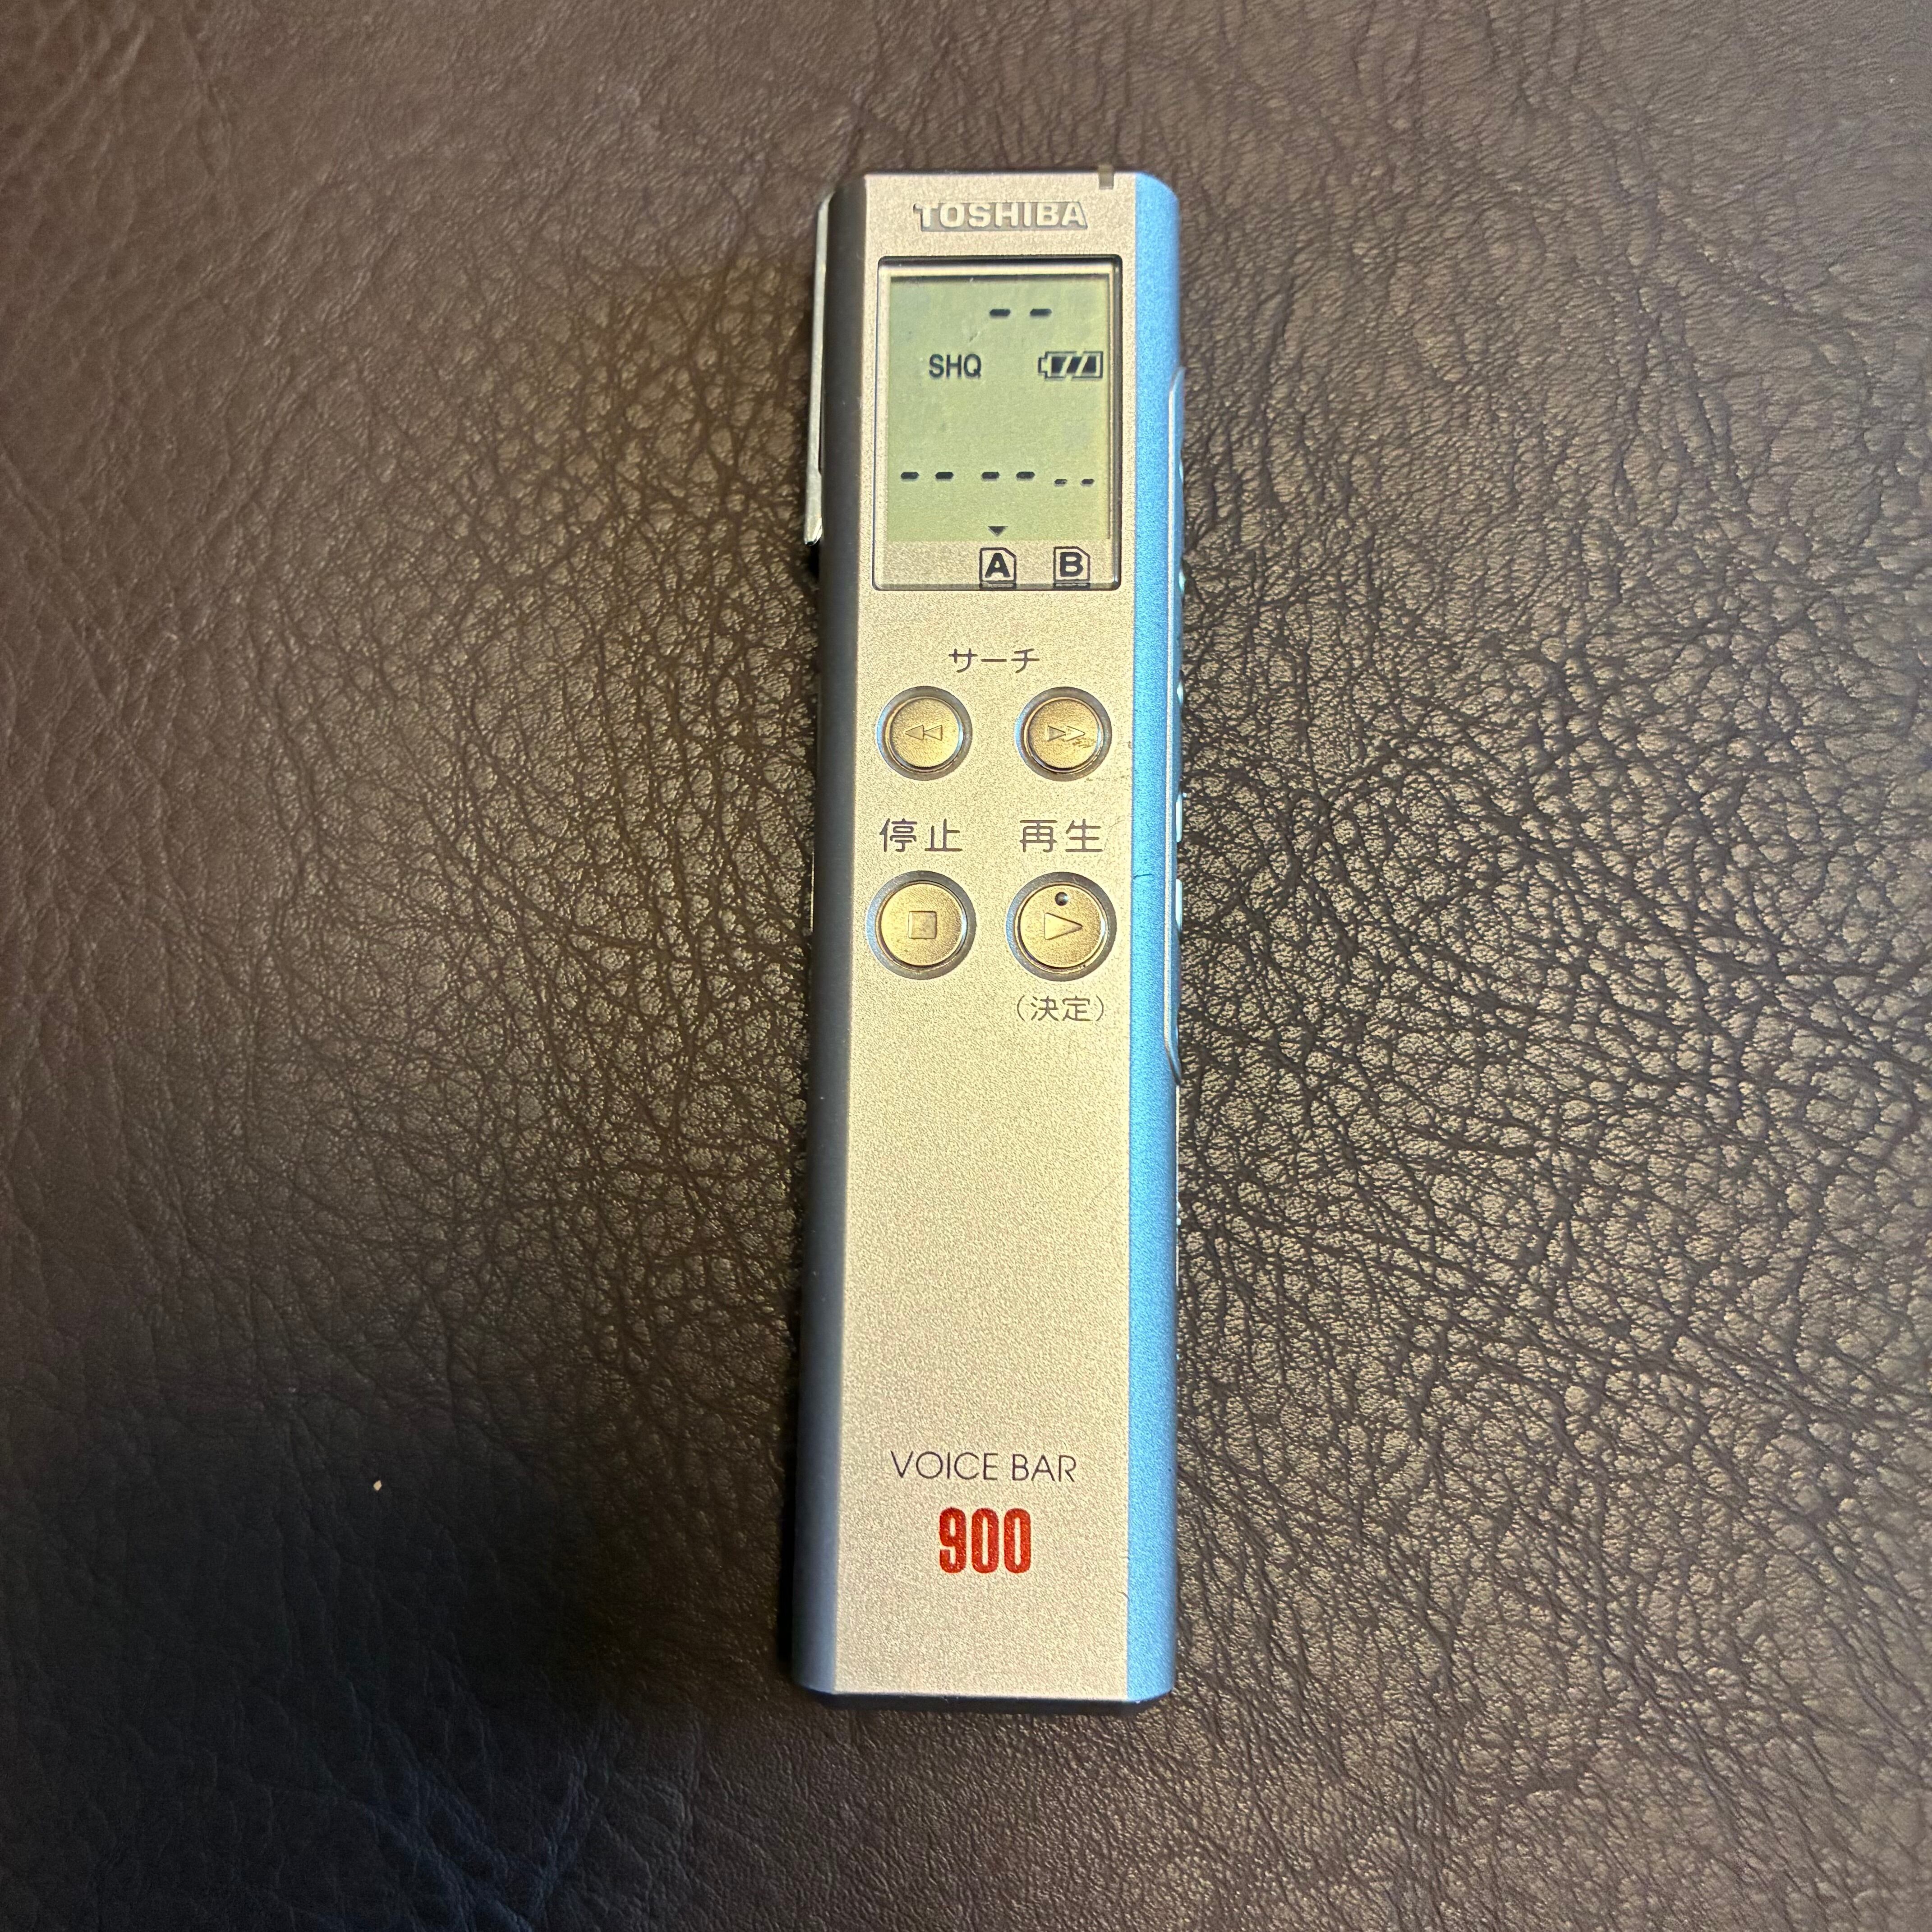 TOSHIBA
-- --
SHQ
-- -- -- -- -- --
A B
サーチ
停止 再生
(決定)
VOICE BAR
900